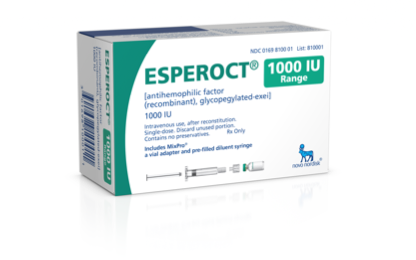 NDC 0169 8100 01 List: 810001
ESPEROCT®
1000 IU
Range
[antihemophilic factor
(recombinant), glycopegylated-exei]
1000 IU
Intravenous use, after reconstitution.
Single-dose. Discard unused portion.
Contains no preservatives. Rx Only
Includes MixPro®
a vial adapter and pre-filled diluent syringe
novo nordisk®